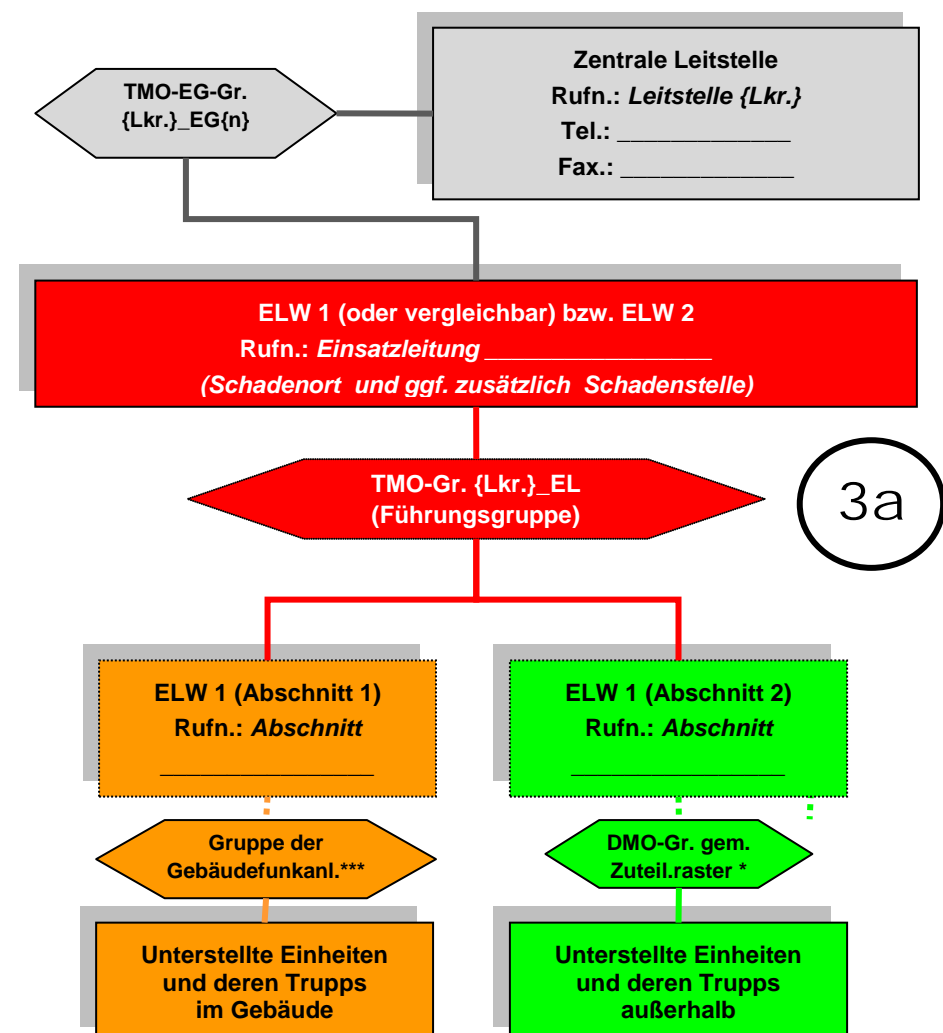 TMO-EG-Gr.
{Lkr.}_EG{n}
Zentrale Leitstelle
Rufn.: Leitstelle {Lkr.}
Tel.: _____________
Fax.: _____________
ELW 1 (oder vergleichbar) bzw. ELW 2
Rufn.: Einsatzleitung _________________
(Schadenort und ggf. zusätzlich Schadenstelle)
TMO-Gr. {Lkr.}_EL
(Führungsgruppe)
3a
ELW 1 (Abschnitt 1)
Rufn.: Abschnitt
________________
ELW 1 (Abschnitt 2)
Rufn.: Abschnitt
________________
Gruppe der
Gebäudefunkanl.***
DMO-Gr. gem.
Zuteil.raster *
Unterstellte Einheiten
und deren Trupps
im Gebäude
Unterstellte Einheiten
und deren Trupps
außerhalb